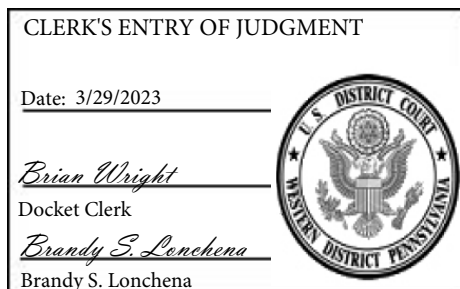 CLERK'S ENTRY OF JUDGMENT
Date: 3/29/2023
Brian Wright
Docket Clerk
Brandy S. Lonchena
Brandy S. Lonchena
U.S. DISTRICT COURT
WESTERN DISTRICT PENNSYLVANIA